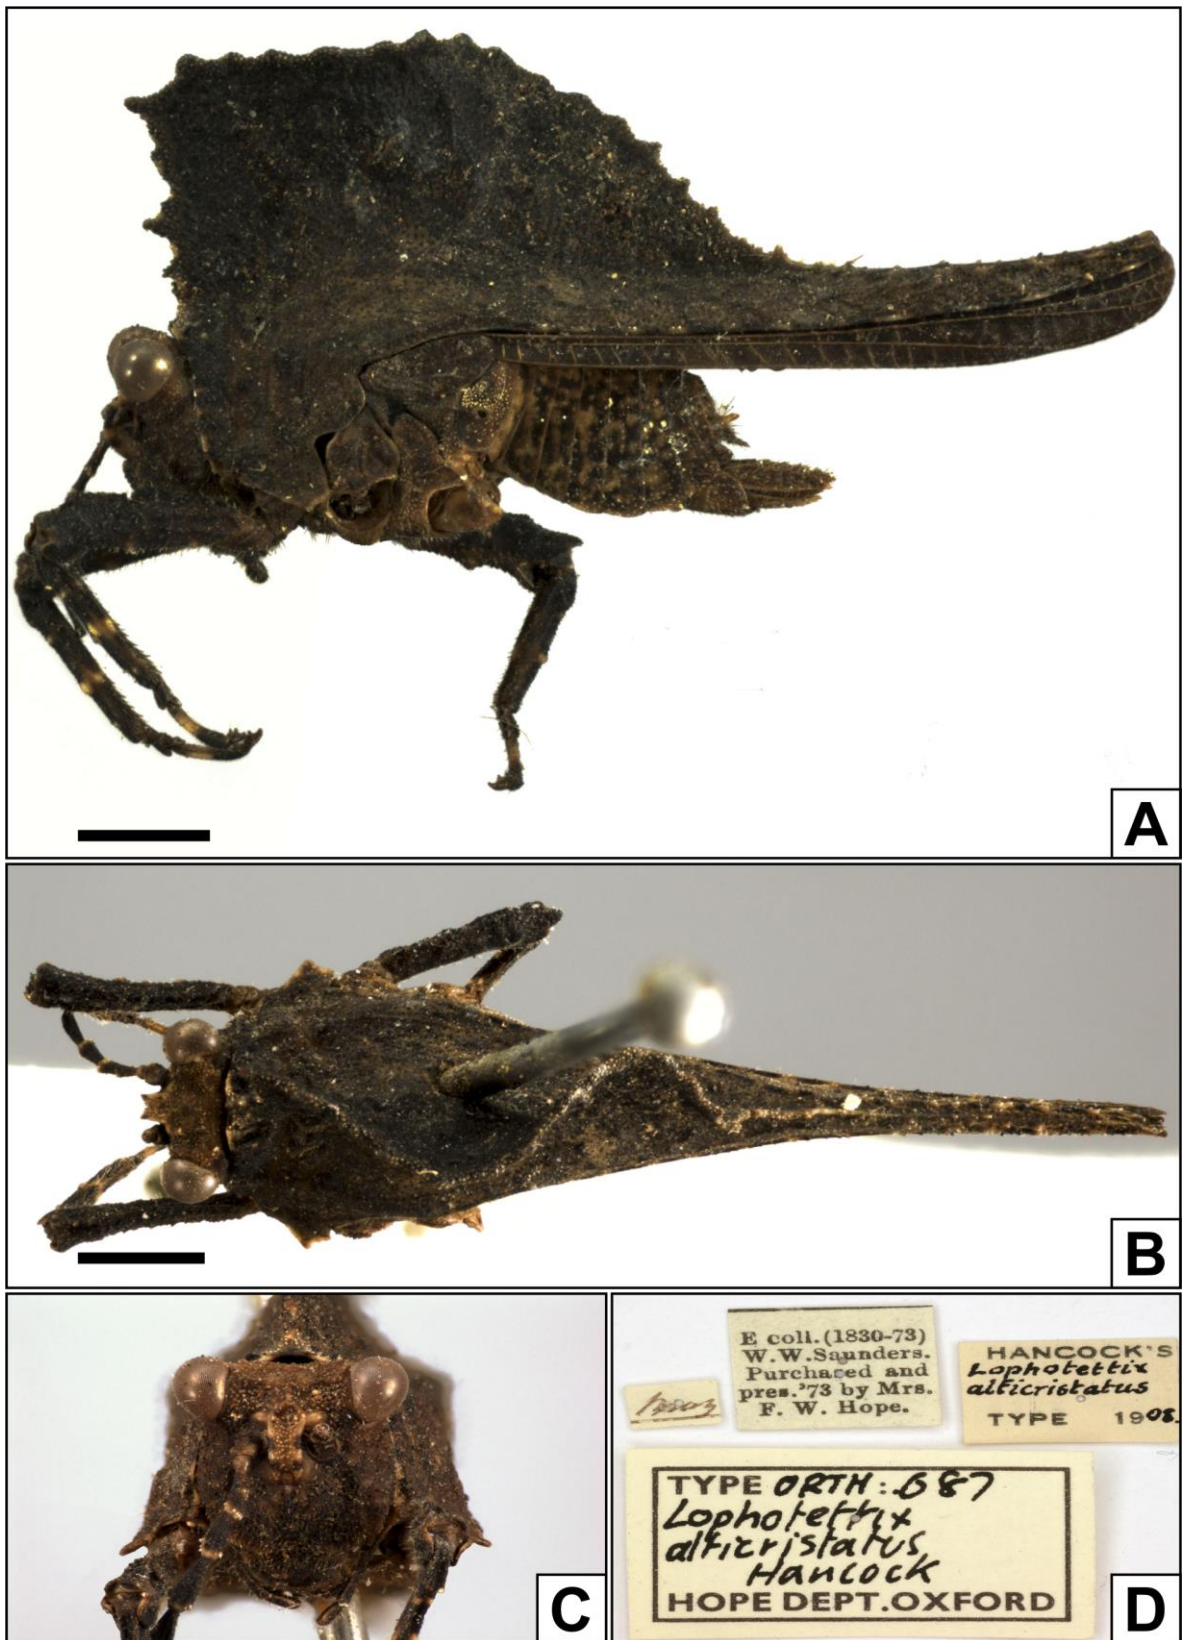 A
B
C
E coll. (1830-73)
W.W.Saunders.
Purchased and
pres. '73 by Mrs.
F. W. Hope.
HANCOCK'S
Lophotettix
alticristatus
TYPE 1908.
TYPE ORTH: 687
Lophotettix
alticristatus
Hancock
HOPE DEPT. OXFORD
D